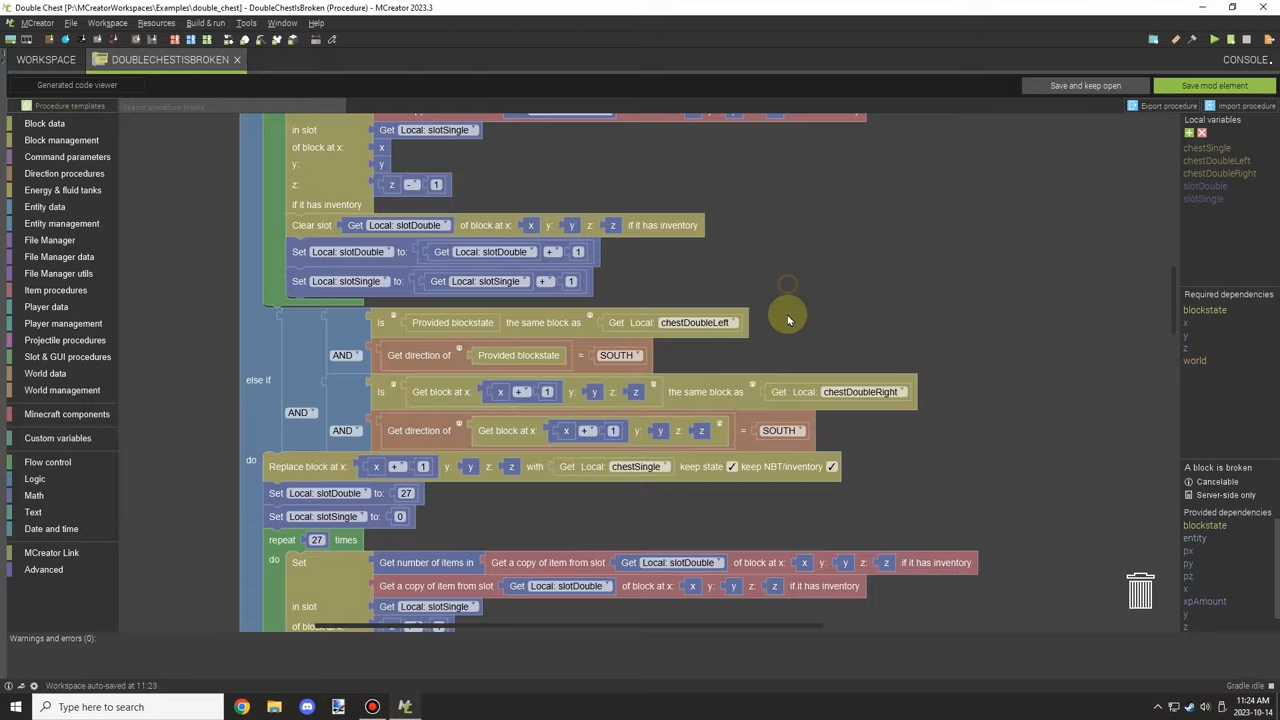 Double Chest [P:\MCreatorWorkspaces\Examples\double_chest] - DoubleChestIsBroken (Procedure) - MCreator 2023.3
MCreator File Workspace Resources Build & run Tools Window Help
WORKSPACE DOUBLECHESTISBROKEN × CONSOLE
Generated code viewer Save and keep open Save mod element
Procedure templates Search procedure blocks Export procedure Import procedure
Block data
Block management
Command parameters
Direction procedures
Energy & fluid tanks
Entity data
Entity management
File Manager
File Manager data
File Manager utils
Item procedures
Player data
Player management
Projectile procedures
Slot & GUI procedures
World data
World management
Minecraft components
Custom variables
Flow control
Logic
Math
Text
Date and time
MCreator Link
Advanced
in slot Get Local: slotSingle
of block at x: x
y: y
z: z - 1
if it has inventory
Clear slot Get Local: slotDouble of block at x: x y: y z: z if it has inventory
Set Local: slotDouble to: Get Local: slotDouble + 1
Set Local: slotSingle to: Get Local: slotSingle + 1
Is Provided blockstate the same block as Get Local: chestDoubleLeft
AND Get direction of Provided blockstate = SOUTH
else if
Is Get block at x: x + 1 y: y z: z the same block as Get Local: chestDoubleRight
AND
AND Get direction of Get block at x: x + 1 y: y z: z = SOUTH
do Replace block at x: x + 1 y: y z: z with Get Local: chestSingle keep state ✓ keep NBT/inventory ✓
Set Local: slotDouble to: 27
Set Local: slotSingle to: 0
repeat 27 times
do Set Get number of items in Get a copy of item from slot Get Local: slotDouble of block at x: x y: y z: z if it has inventory
Get a copy of item from slot Get Local: slotDouble of block at x: x y: y z: z if it has inventory
in slot Get Local: slotSingle
of block at x:
Local variables
chestSingle
chestDoubleLeft
chestDoubleRight
slotDouble
slotSingle
Required dependencies
blockstate
x
y
z
world
A block is broken
Cancelable
Server-side only
Provided dependencies
blockstate
entity
px
py
pz
x
xpAmount
y
z
Warnings and errors (0):
Workspace auto-saved at 11:23 Gradle idle
Type here to search 11:24 AM
2023-10-14